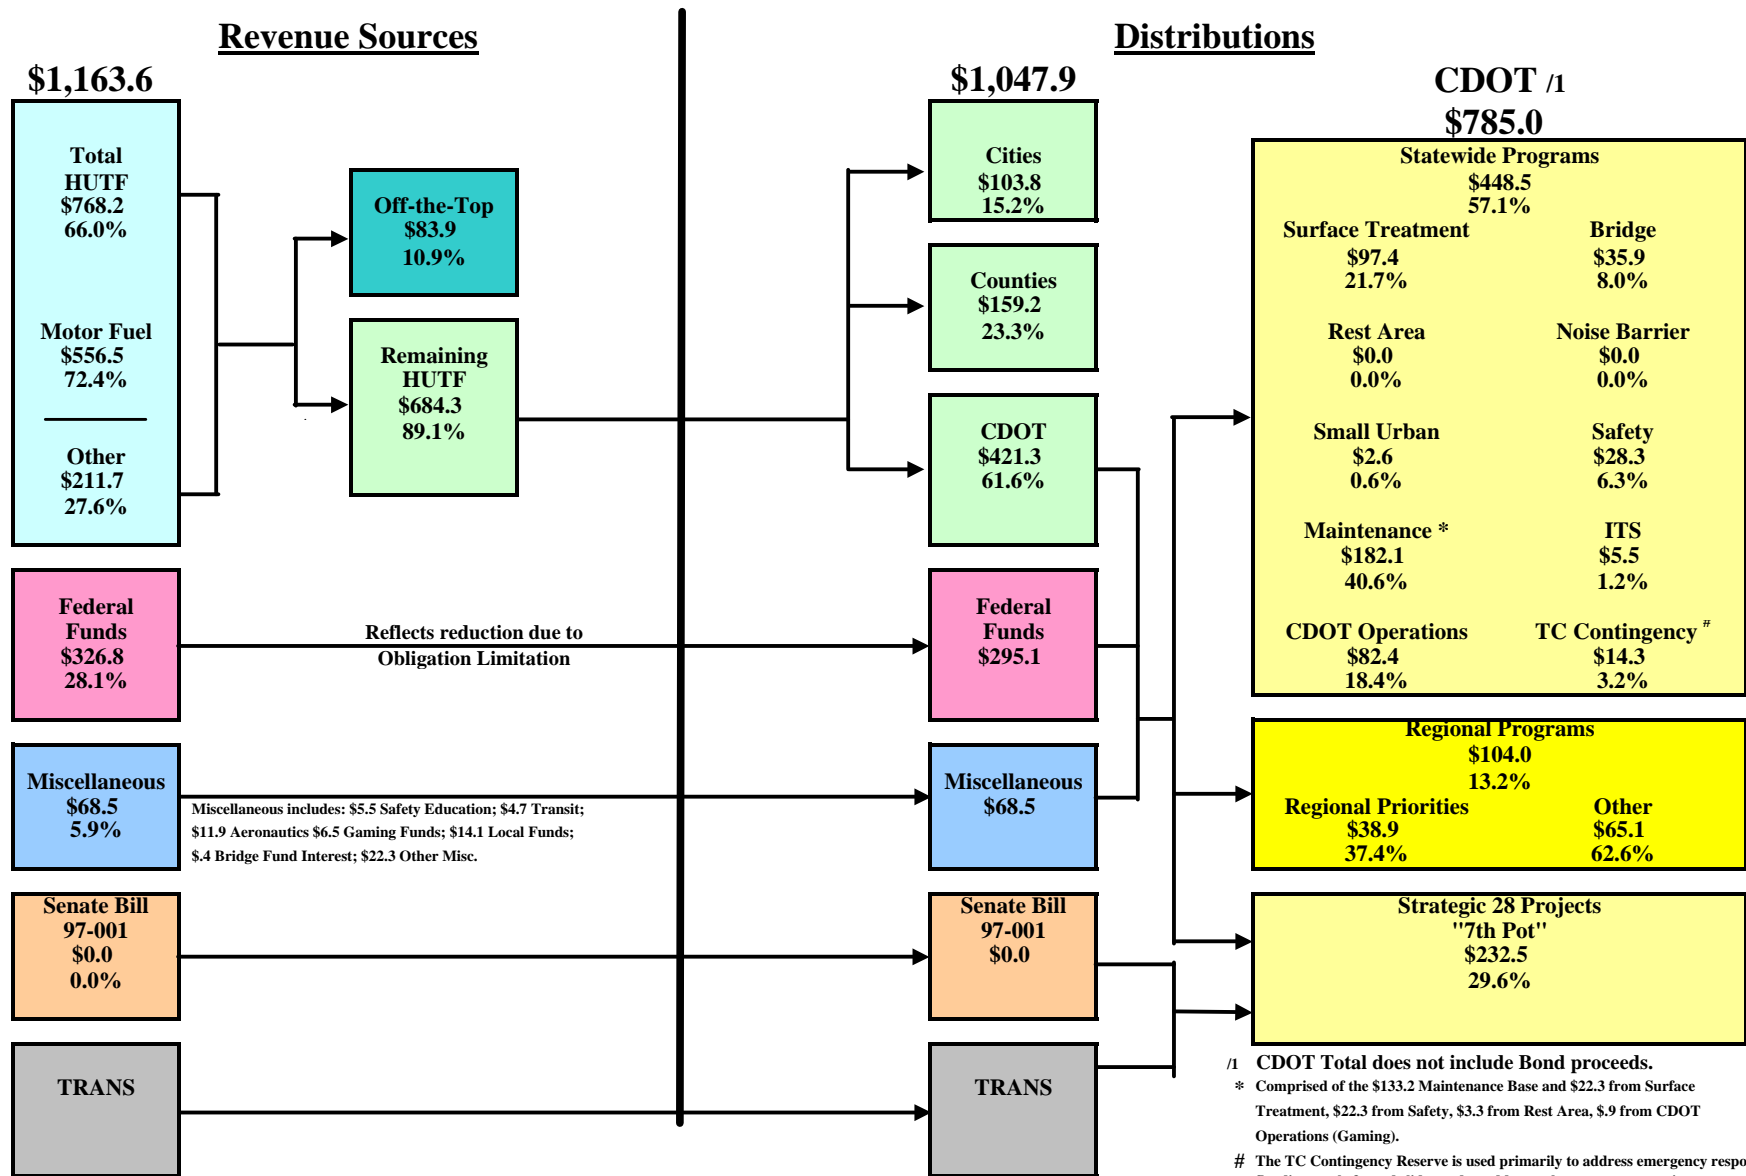 Revenue Sources
$1,163.6
Total
HUTF
$768.2
66.0%
Motor Fuel
$556.5
72.4%
Other
$211.7
27.6%
Off-the-Top
$83.9
10.9%
Remaining
HUTF
$684.3
89.1%
Federal
Funds
$326.8
28.1%
Reflects reduction due to
Obligation Limitation
Miscellaneous
$68.5
5.9%
Miscellaneous includes: $5.5 Safety Education; $4.7 Transit;
$11.9 Aeronautics $6.5 Gaming Funds; $14.1 Local Funds;
$.4 Bridge Fund Interest; $22.3 Other Misc.
Senate Bill
97-001
$0.0
0.0%
TRANS
Distributions
$1,047.9
Cities
$103.8
15.2%
Counties
$159.2
23.3%
CDOT
$421.3
61.6%
Federal
Funds
$295.1
Miscellaneous
$68.5
Senate Bill
97-001
$0.0
TRANS
CDOT /1
$785.0
Statewide Programs
$448.5
57.1%
Surface Treatment Bridge
$97.4 $35.9
21.7% 8.0%
Rest Area Noise Barrier
$0.0 $0.0
0.0% 0.0%
Small Urban Safety
$2.6 $28.3
0.6% 6.3%
Maintenance * ITS
$182.1 $5.5
40.6% 1.2%
CDOT Operations TC Contingency #
$82.4 $14.3
18.4% 3.2%
Regional Programs
$104.0
13.2%
Regional Priorities Other
$38.9 $65.1
37.4% 62.6%
Strategic 28 Projects
"7th Pot"
$232.5
29.6%
/1 CDOT Total does not include Bond proceeds.
* Comprised of the $133.2 Maintenance Base and $22.3 from Surface
Treatment, $22.3 from Safety, $3.3 from Rest Area, $.9 from CDOT
Operations (Gaming).
# The TC Contingency Reserve is used primarily to address emergency respo